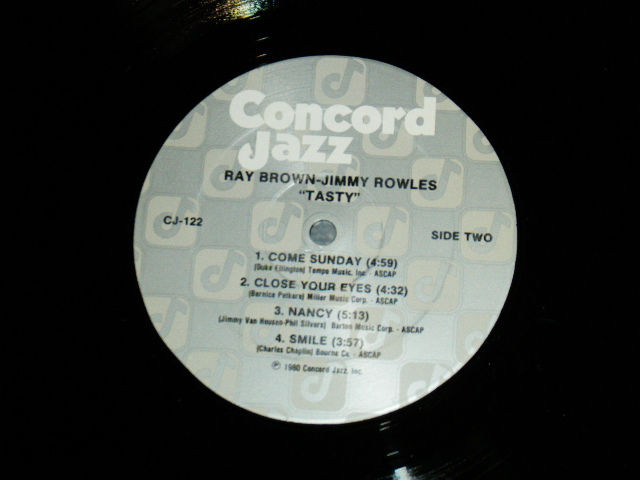 Concord
Jazz
RAY BROWN-JIMMY ROWLES
"TASTY"
CJ-122
SIDE TWO
1. COME SUNDAY (4:59)
(Duke Ellington) Tempo Music, Inc. - ASCAP
2. CLOSE YOUR EYES (4:32)
(Bernice Petkere) Miller Music Corp. - ASCAP
3. NANCY (5:13)
(Jimmy Van Heusen-Phil Silvers) Barton Music Corp. - ASCAP
4. SMILE (3:57)
(Charles Chaplin) Bourne Co. - ASCAP
℗ 1980 Concord Jazz, Inc.